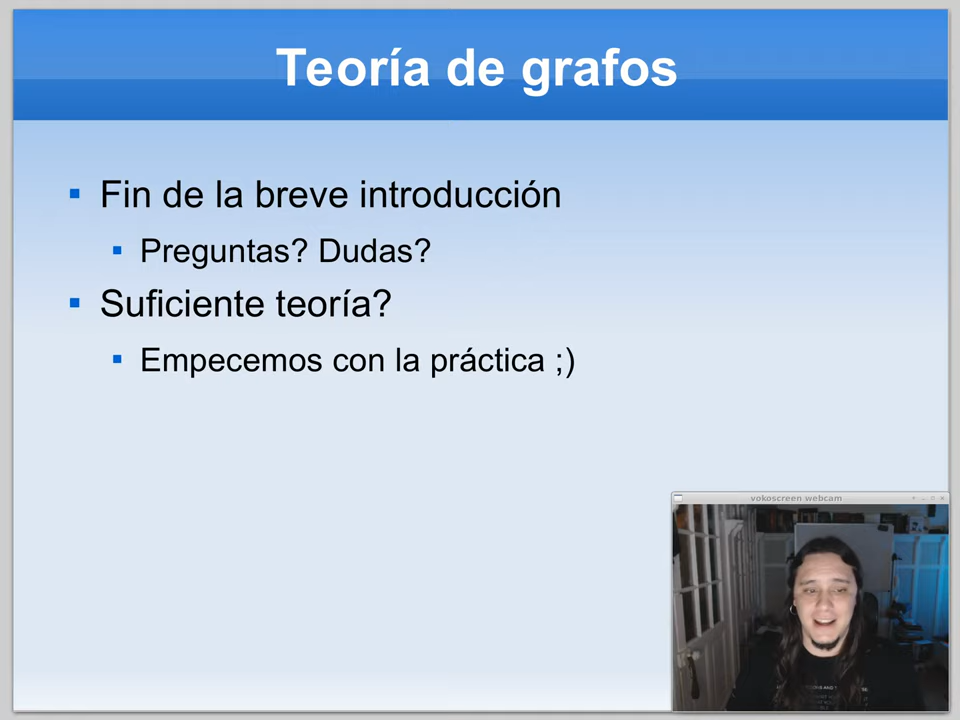 Teoría de grafos
Fin de la breve introducción
Preguntas? Dudas?
Suficiente teoría?
Empecemos con la práctica ;)
vokoscreen webcam